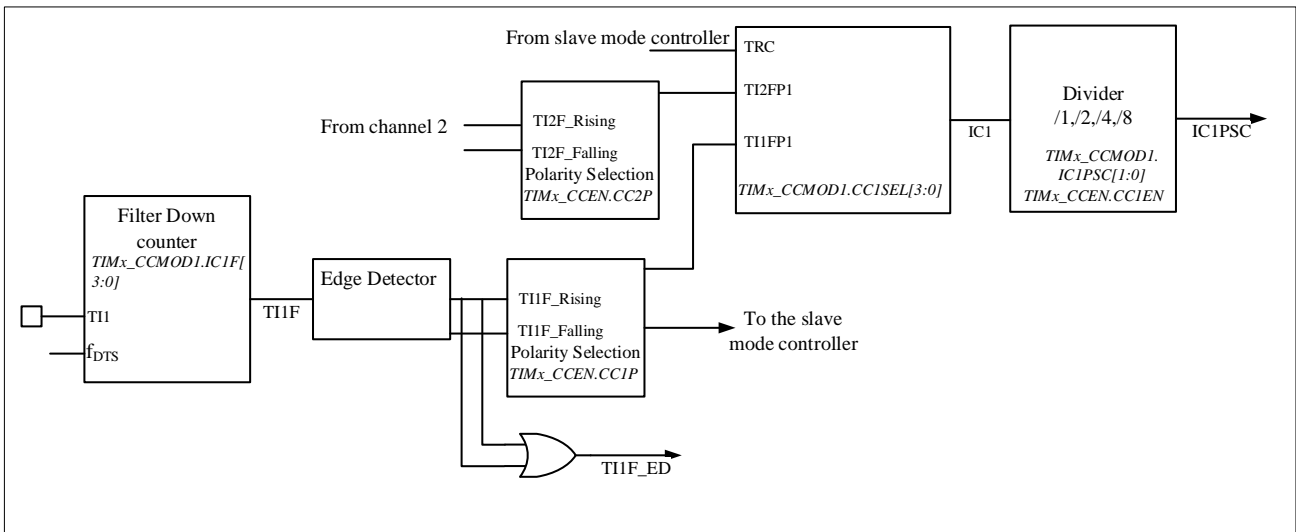 From slave mode controller
TRC
TI2FP1
TI1FP1
TIMx_CCMOD1.CC1SEL[3:0]
From channel 2
TI2F_Rising
TI2F_Falling
Polarity Selection
TIMx_CCEN.CC2P
IC1
Divider
/1,/2,/4,/8
TIMx_CCMOD1.
IC1PSC[1:0]
TIMx_CCEN.CC1EN
IC1PSC
Filter Down
counter
TIMx_CCMOD1.IC1F[
3:0]
TI1
fDTS
TI1F
Edge Detector
TI1F_Rising
TI1F_Falling
Polarity Selection
TIMx_CCEN.CC1P
To the slave
mode controller
TI1F_ED